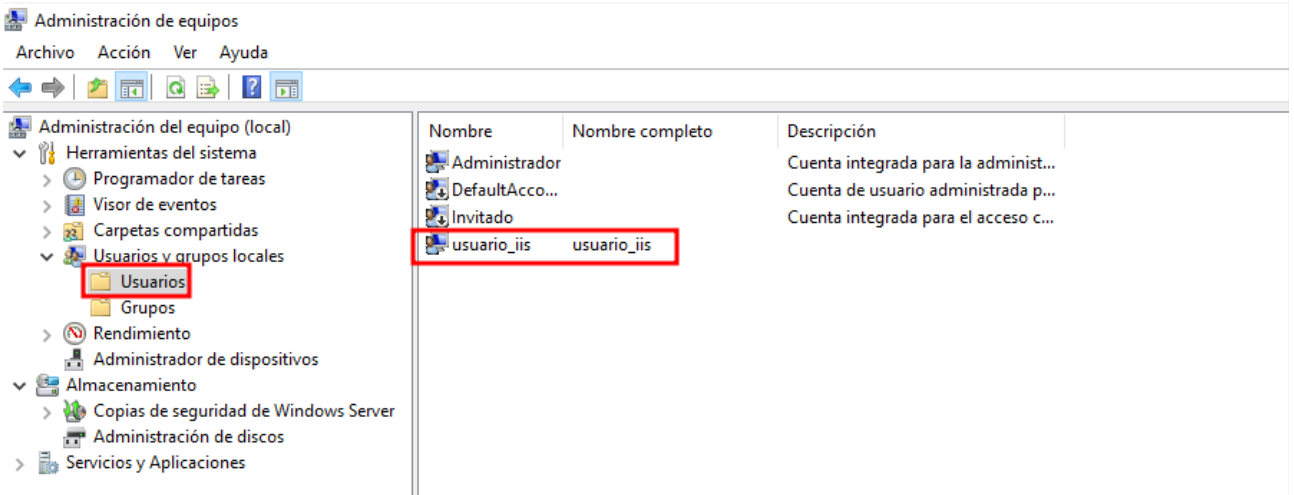 Administración de equipos
Archivo Acción Ver Ayuda
Administración del equipo (local)
Herramientas del sistema
Programador de tareas
Visor de eventos
Carpetas compartidas
Usuarios y grupos locales
Usuarios
Grupos
Rendimiento
Administrador de dispositivos
Almacenamiento
Copias de seguridad de Windows Server
Administración de discos
Servicios y Aplicaciones
Nombre Nombre completo Descripción
Administrador Cuenta integrada para la administ...
DefaultAcco... Cuenta de usuario administrada p...
Invitado Cuenta integrada para el acceso c...
usuario_iis usuario_iis